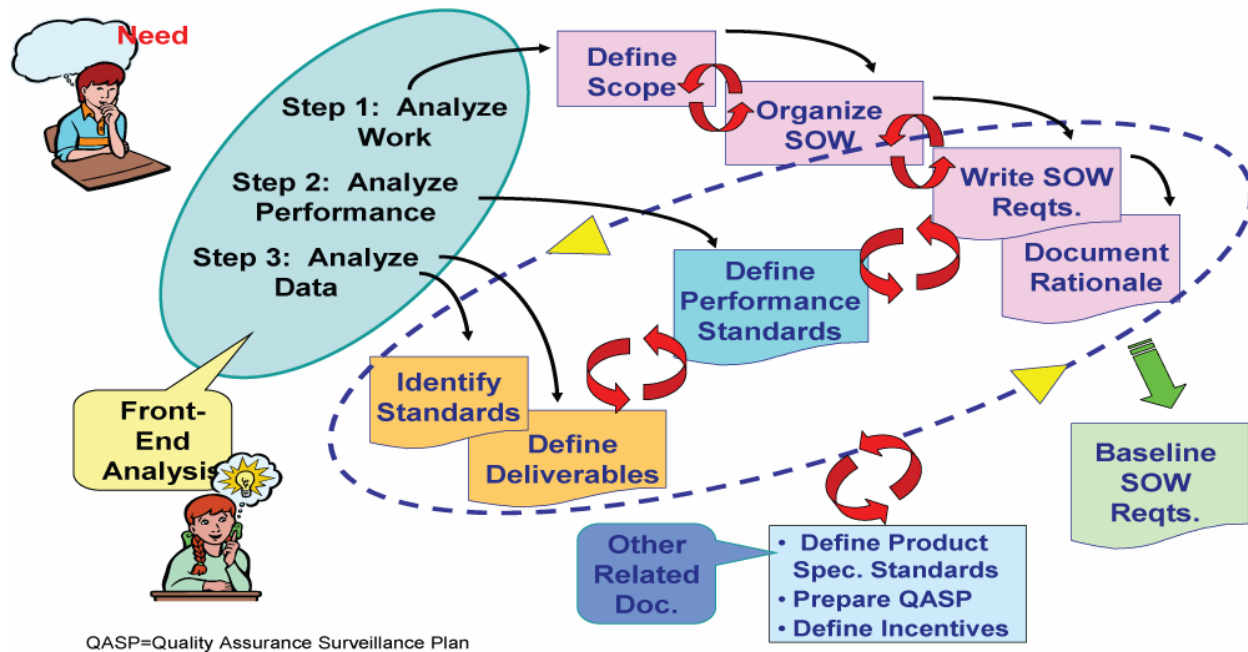 Need
Step 1: Analyze
Work
Step 2: Analyze
Performance
Step 3: Analyze
Data
Front-
End
Analysis
Define
Scope
Organize
SOW
Write SOW
Reqts.
Document
Rationale
Define
Performance
Standards
Identify
Standards
Define
Deliverables
Baseline
SOW
Reqts.
Other
Related
Doc.
• Define Product
Spec. Standards
• Prepare QASP
• Define Incentives
QASP=Quality Assurance Surveillance Plan